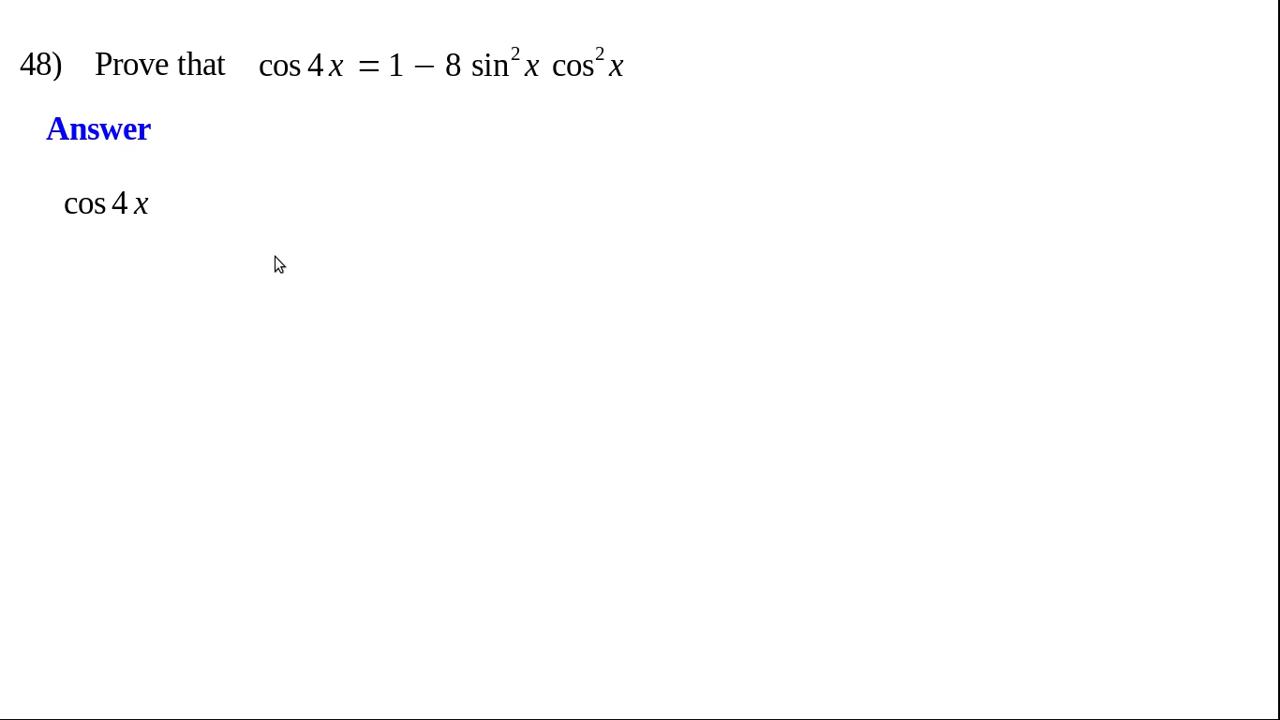 48) Prove that cos 4x = 1 − 8 sin²x cos²x
Answer
cos 4x